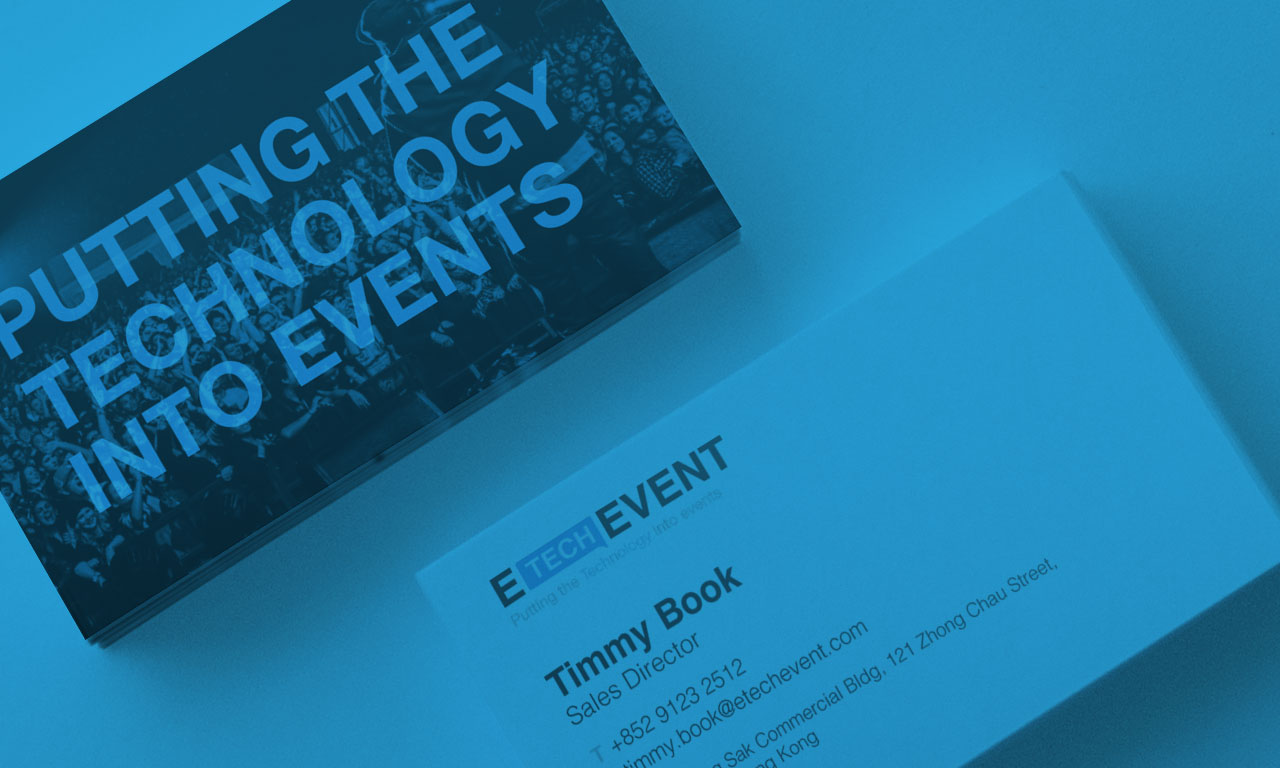 PUTTING THE
TECHNOLOGY
INTO EVENTS
E TECH EVENT
Putting the Technology into events
Timmy Book
Sales Director
T +852 9123 2512
timmy.book@etechevent.com
Sak Commercial Bldg, 121 Zhong Chau Street,
Kong